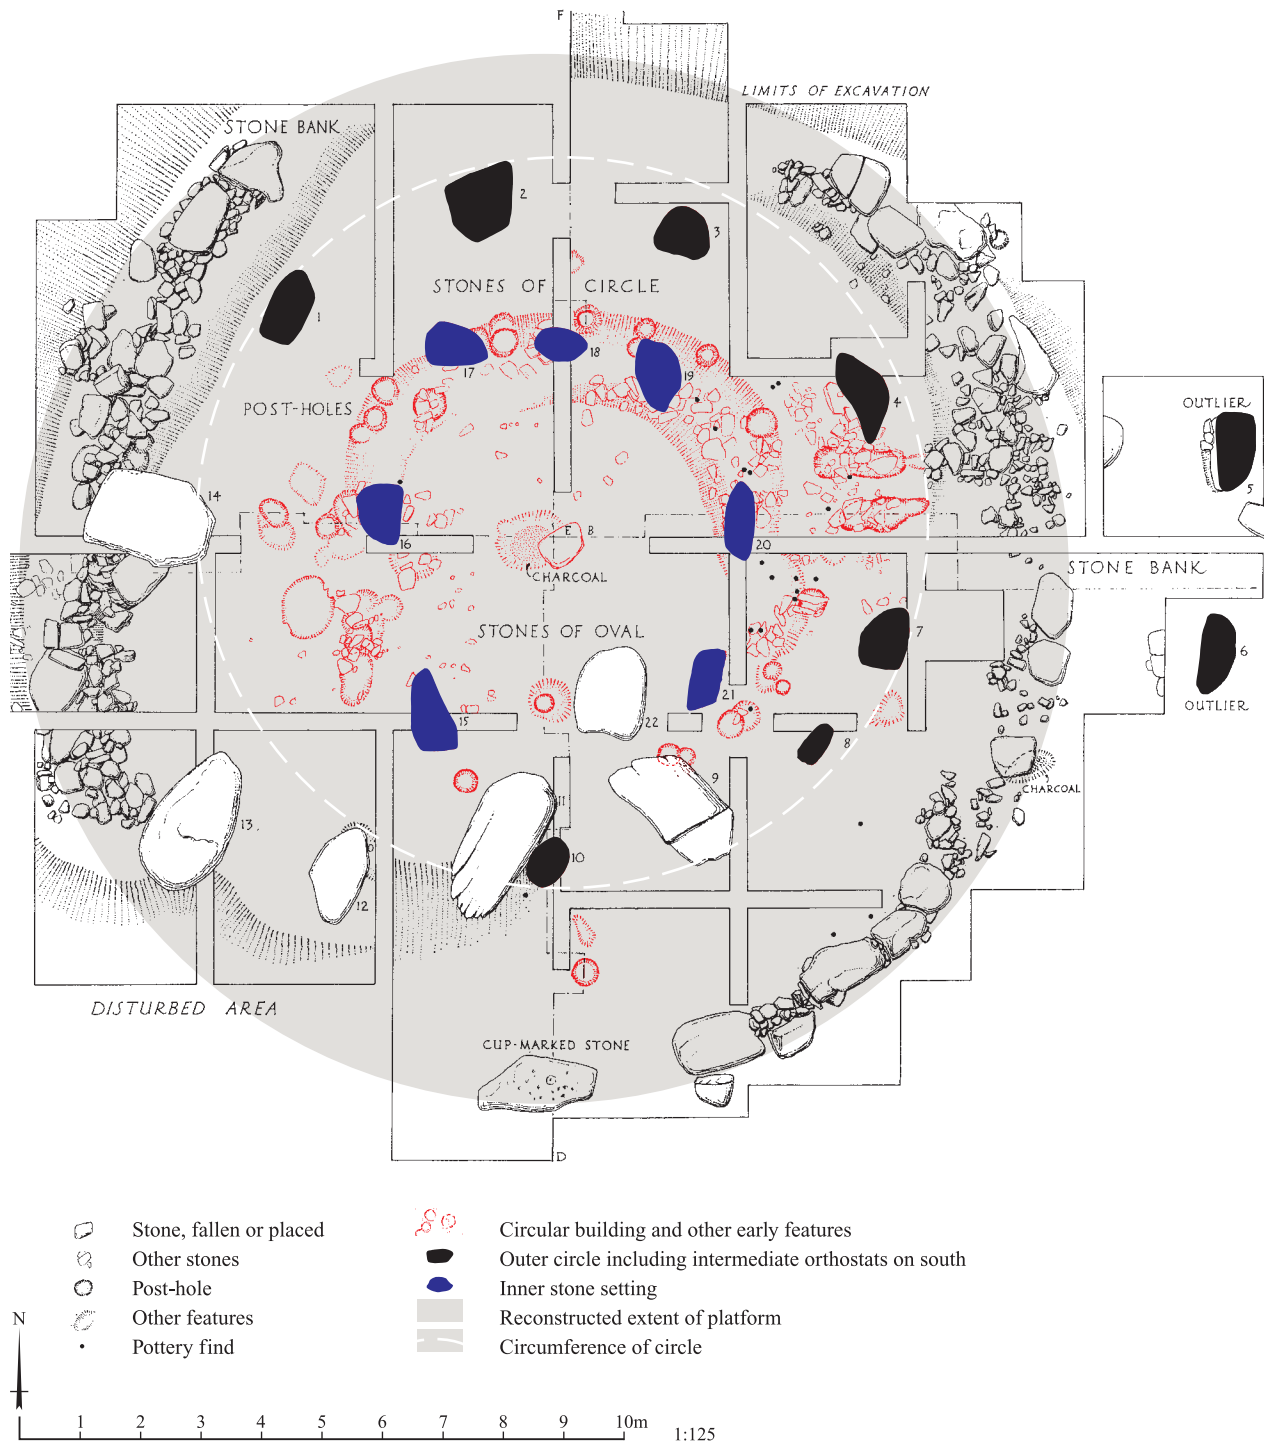 F
LIMITS OF EXCAVATION
STONE BANK
2
3
STONES OF CIRCLE
1
18
17
19
4
POST-HOLES
OUTLIER
5
14
16
E B
20
CHARCOAL
STONE BANK
STONES OF OVAL
7
6
21
OUTLIER
15
22
8
9
CHARCOAL
11
13
10
12
DISTURBED AREA
CUP-MARKED STONE
D
Stone, fallen or placed
Other stones
Post-hole
Other features
Pottery find
Circular building and other early features
Outer circle including intermediate orthostats on south
Inner stone setting
Reconstructed extent of platform
Circumference of circle
N
1 2 3 4 5 6 7 8 9 10m
1:125